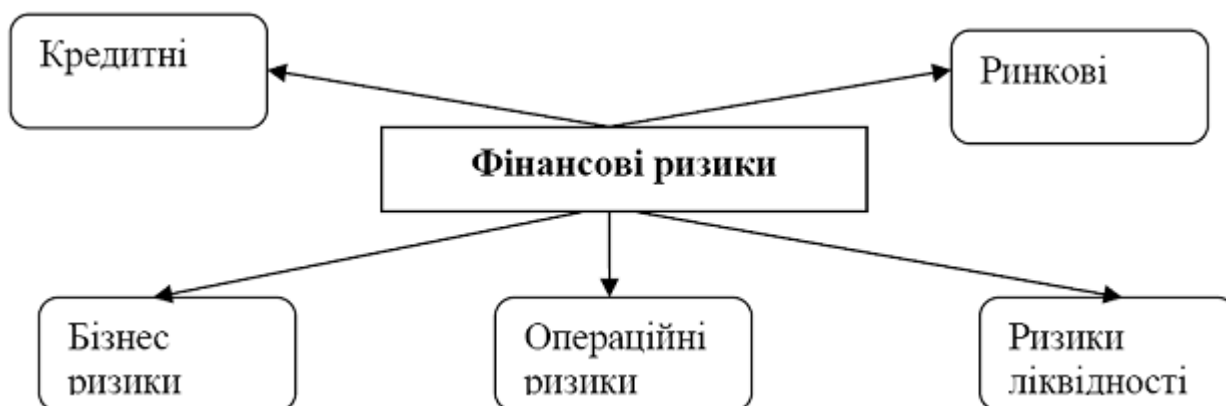 Кредитні
Ринкові
Фінансові ризики
Бізнес
ризики
Операційні
ризики
Ризики
ліквідності